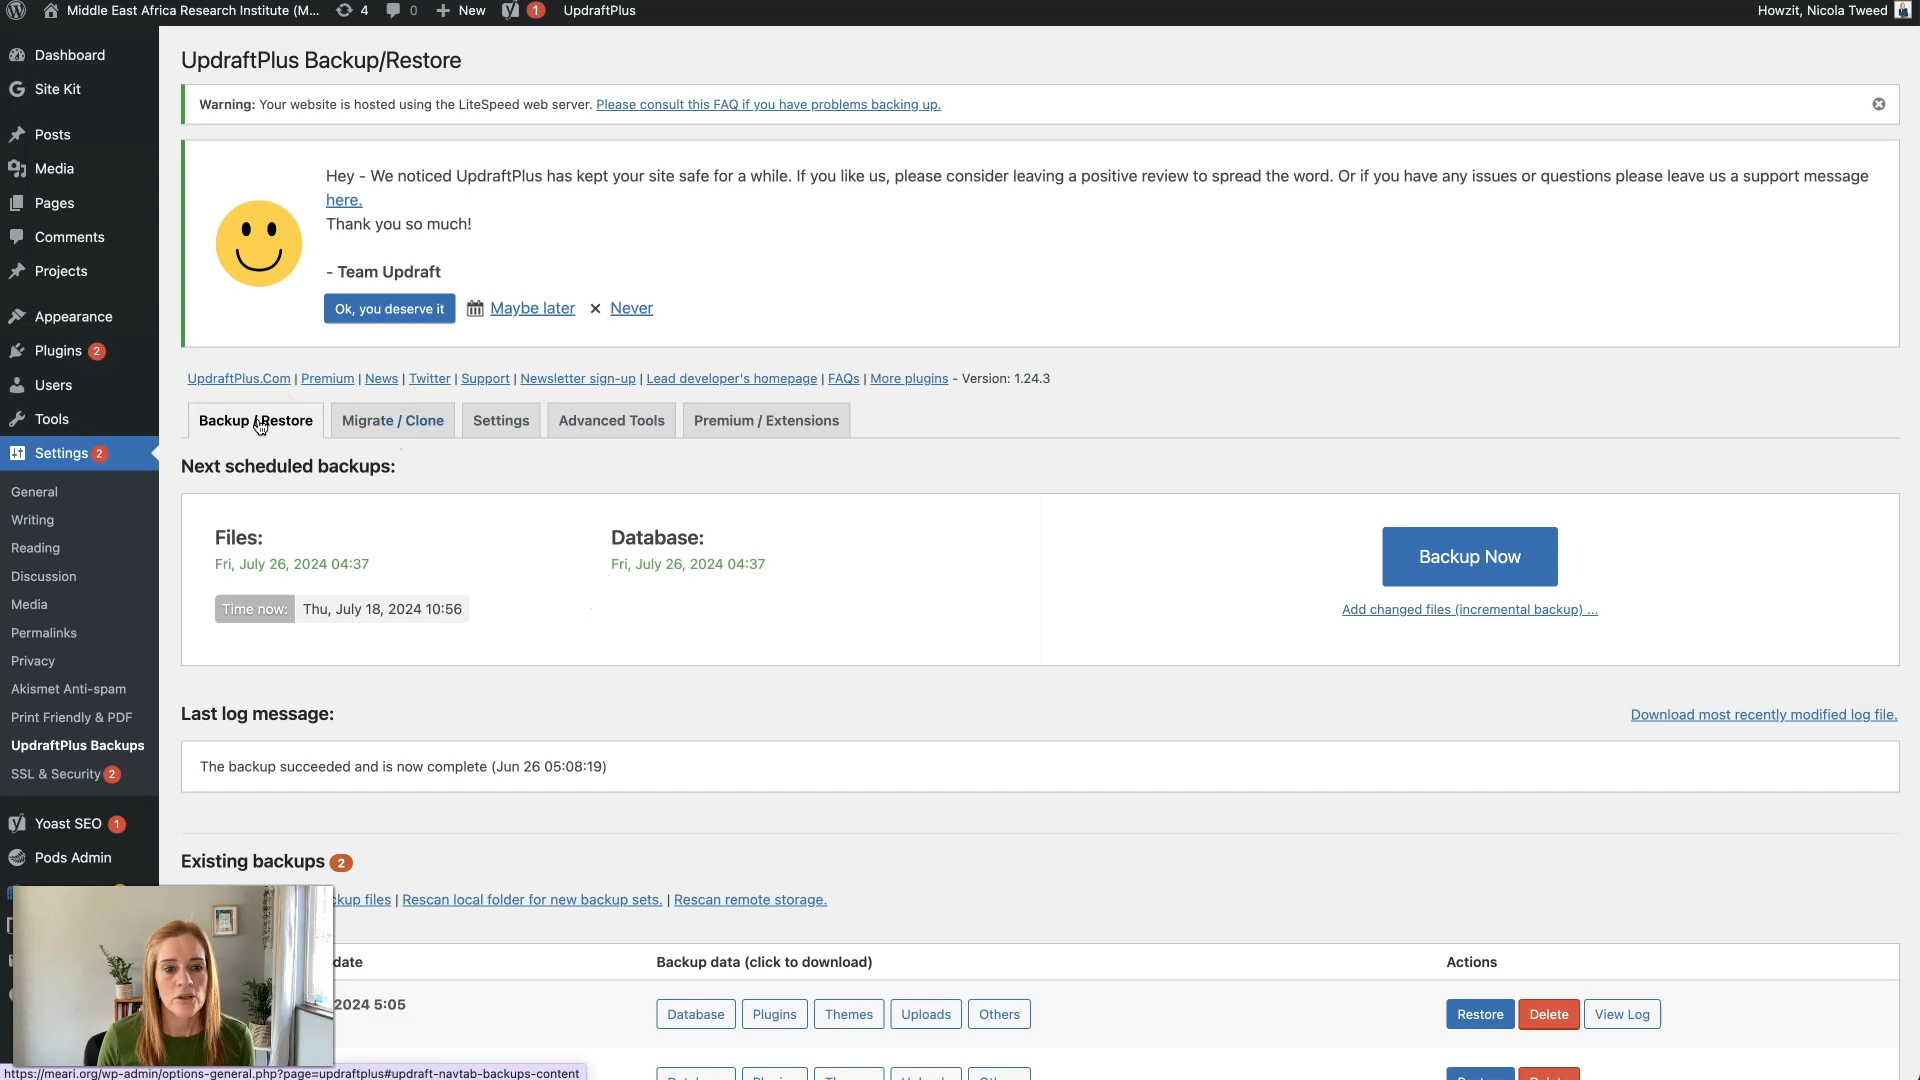 Middle East Africa Research Institute (M...
4
0
New
1
UpdraftPlus
Howzit, Nicola Tweed
Dashboard
Site Kit
Posts
Media
Pages
Comments
Projects
Appearance
Plugins 2
Users
Tools
Settings 2
General
Writing
Reading
Discussion
Media
Permalinks
Privacy
Akismet Anti-spam
Print Friendly & PDF
UpdraftPlus Backups
SSL & Security 2
Yoast SEO 1
Pods Admin
UpdraftPlus Backup/Restore
Warning: Your website is hosted using the LiteSpeed web server. Please consult this FAQ if you have problems backing up.
Hey - We noticed UpdraftPlus has kept your site safe for a while. If you like us, please consider leaving a positive review to spread the word. Or if you have any issues or questions please leave us a support message
here.
Thank you so much!
- Team Updraft
Ok, you deserve it
Maybe later
Never
UpdraftPlus.Com | Premium | News | Twitter | Support | Newsletter sign-up | Lead developer's homepage | FAQs | More plugins - Version: 1.24.3
Backup / Restore
Migrate / Clone
Settings
Advanced Tools
Premium / Extensions
Next scheduled backups:
Files:
Fri, July 26, 2024 04:37
Database:
Fri, July 26, 2024 04:37
Time now: Thu, July 18, 2024 10:56
Backup Now
Add changed files (incremental backup) ...
Last log message:
Download most recently modified log file.
The backup succeeded and is now complete (Jun 26 05:08:19)
Existing backups 2
kup files | Rescan local folder for new backup sets. | Rescan remote storage.
date
Backup data (click to download)
Actions
2024 5:05
Database
Plugins
Themes
Uploads
Others
Restore
Delete
View Log
https://meari.org/wp-admin/options-general.php?page=updraftplus#updraft-navtab-backups-content